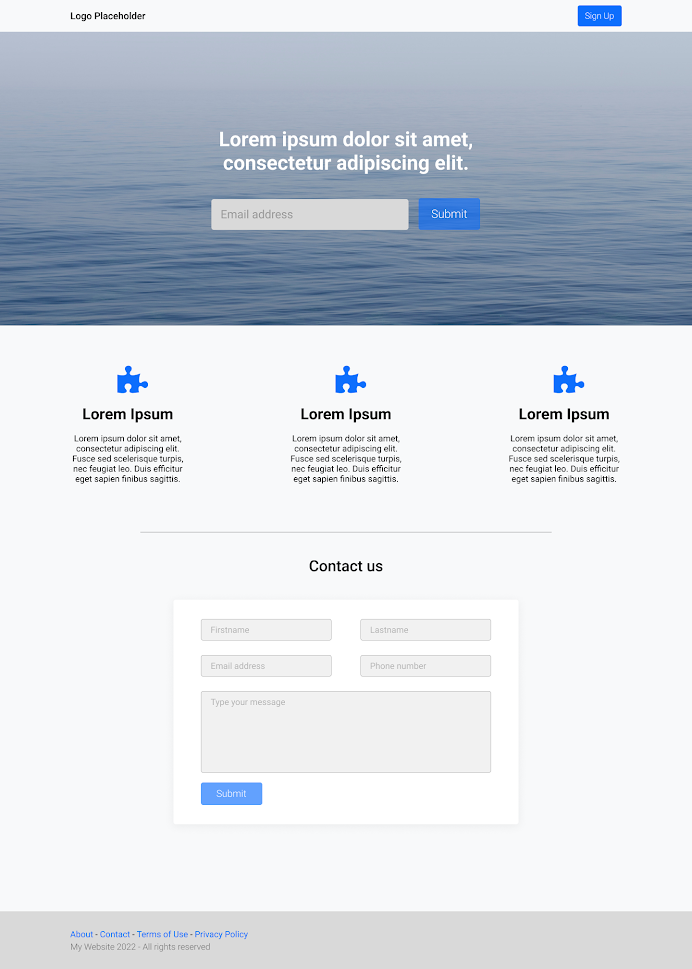 Logo Placeholder
Sign Up
Lorem ipsum dolor sit amet,
consectetur adipiscing elit.
Email address
Submit
Lorem Ipsum
Lorem ipsum dolor sit amet,
consectetur adipiscing elit.
Fusce sed scelerisque turpis,
nec feugiat leo. Duis efficitur
eget sapien finibus sagittis.
Lorem Ipsum
Lorem ipsum dolor sit amet,
consectetur adipiscing elit.
Fusce sed scelerisque turpis,
nec feugiat leo. Duis efficitur
eget sapien finibus sagittis.
Lorem Ipsum
Lorem ipsum dolor sit amet,
consectetur adipiscing elit.
Fusce sed scelerisque turpis,
nec feugiat leo. Duis efficitur
eget sapien finibus sagittis.
Contact us
Firstname
Lastname
Email address
Phone number
Type your message
Submit
About - Contact - Terms of Use - Privacy Policy
My Website 2022 - All rights reserved